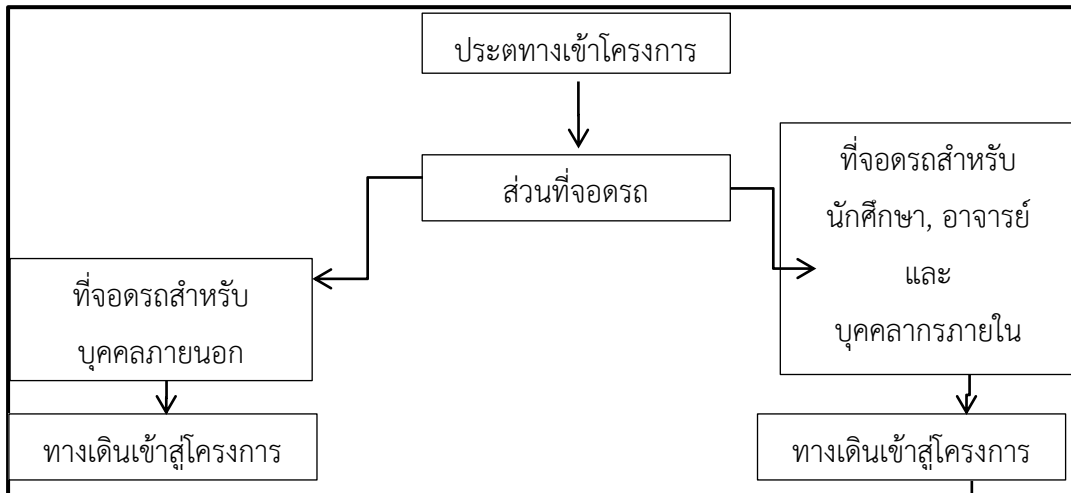 ประตทางเข้าโครงการ
ส่วนที่จอดรถ
ที่จอดรถสำหรับ
นักศึกษา, อาจารย์
และ
บุคคลากรภายใน
ที่จอดรถสำหรับ
บุคคลภายนอก
ทางเดินเข้าสู่โครงการ
ทางเดินเข้าสู่โครงการ